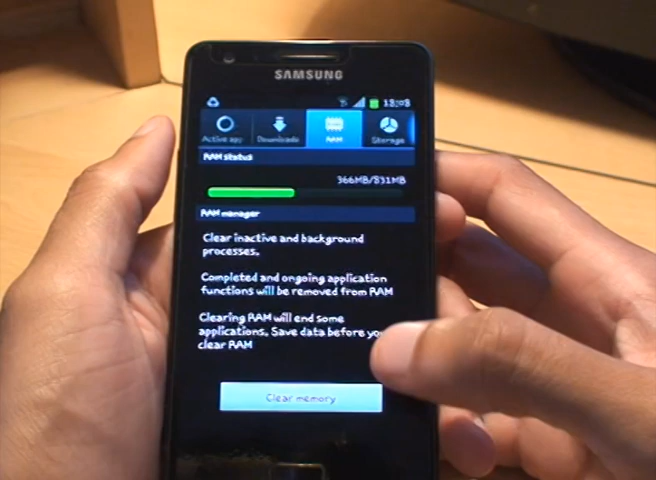 SAMSUNG
18:08
Active app Downloads RAM Storage
RAM status
366MB/831MB
RAM manager
Clear inactive and background
processes.
Completed and ongoing application
functions will be removed from RAM
Clearing RAM will end some
applications. Save data before
clear RAM
Clear memory